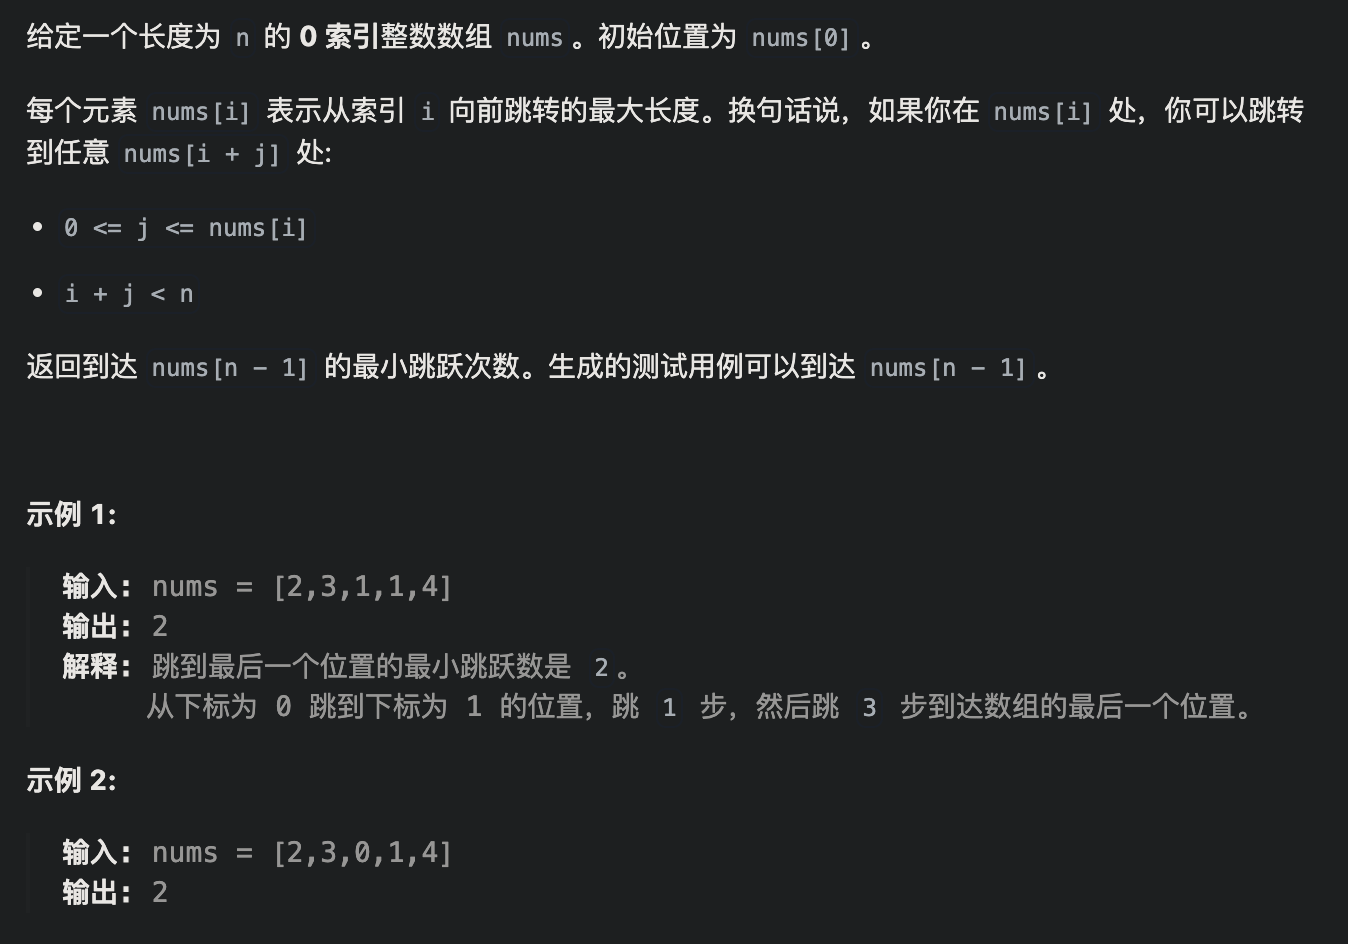 给定一个长度为 n 的 0 索引整数数组 nums。初始位置为 nums[0]。
每个元素 nums[i] 表示从索引 i 向前跳转的最大长度。换句话说，如果你在 nums[i] 处，你可以跳转
到任意 nums[i + j] 处:
• 0 <= j <= nums[i]
• i + j < n
返回到达 nums[n - 1] 的最小跳跃次数。生成的测试用例可以到达 nums[n - 1]。
示例 1:
输入: nums = [2,3,1,1,4]
输出: 2
解释: 跳到最后一个位置的最小跳跃数是 2。
从下标为 0 跳到下标为 1 的位置，跳 1 步，然后跳 3 步到达数组的最后一个位置。
示例 2:
输入: nums = [2,3,0,1,4]
输出: 2